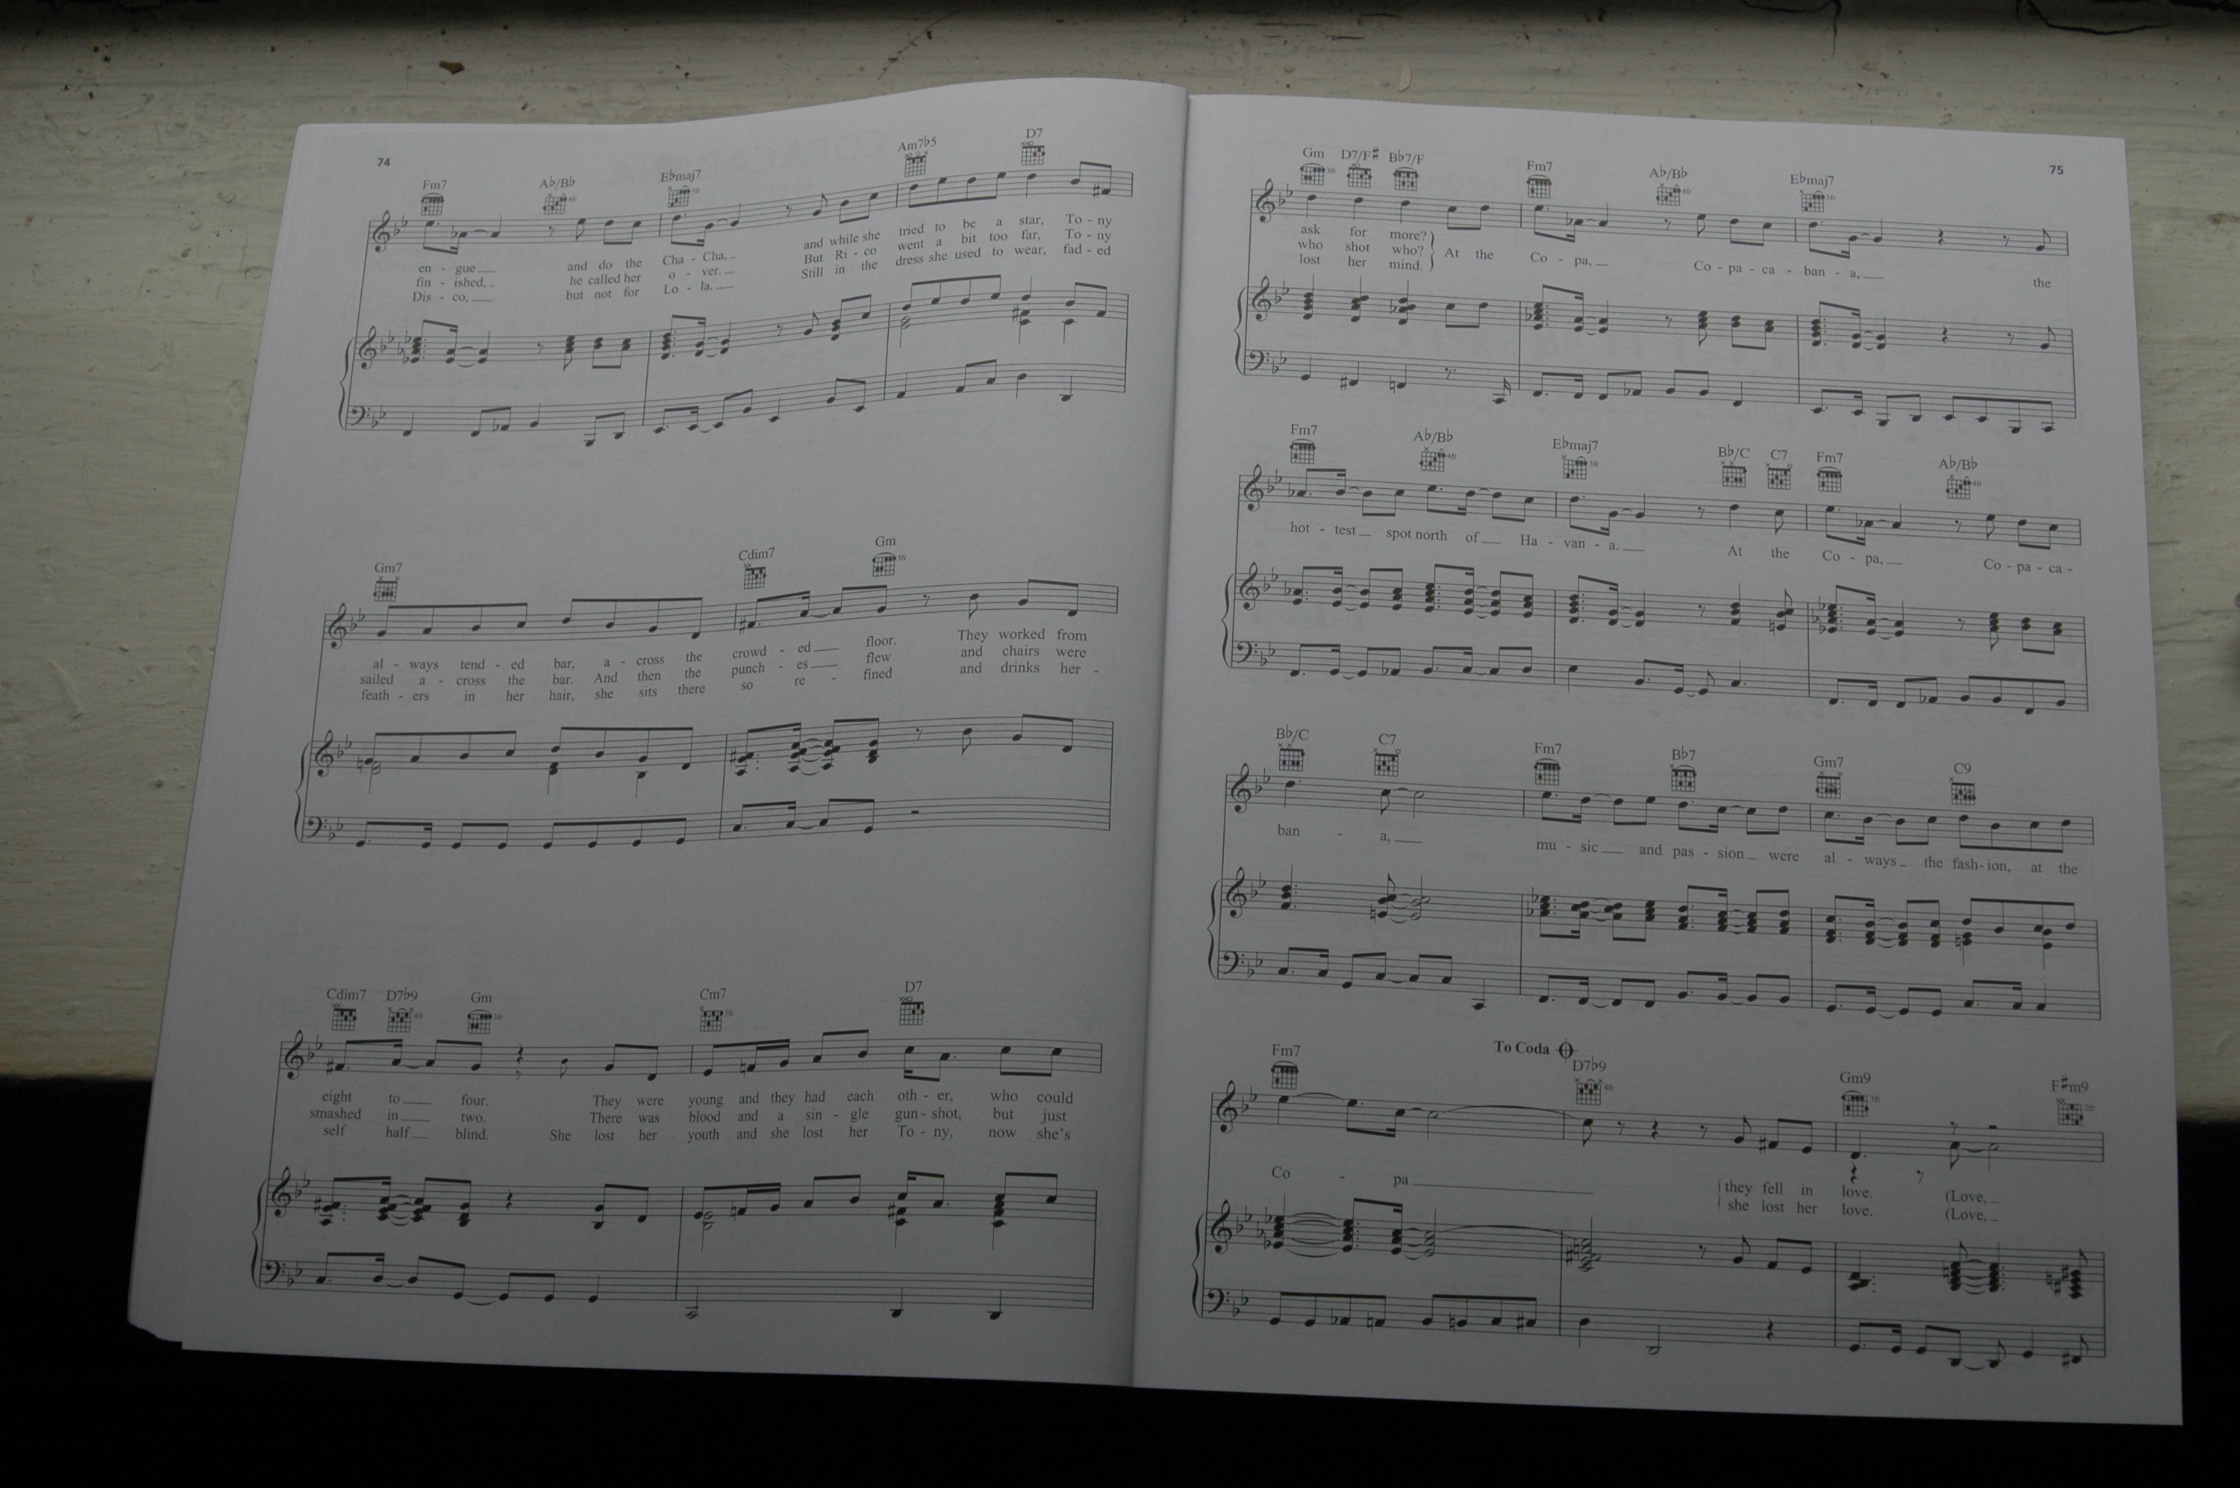 74
Fm7 Ab/Bb Ebmaj7 Am7b5 D7
en - gue and do the Cha - Cha, and while she tried to be a star, To - ny
fin - ished, he called her o - ver. But Ri - co went a bit too far, To - ny
Dis - co, but not for Lo - la. Still in the dress she used to wear, fad - ed
Gm7 Cdim7 Gm
al - ways tend - ed bar, a - cross the crowd - ed floor. They worked from
sailed a - cross the bar. And then the punch - es flew and chairs were
feath - ers in her hair, she sits there so re - fined and drinks her -
Cdim7 D7b9 Gm Cm7 D7
eight to four. They were young and they had each oth - er, who could
smashed in two. There was blood and a sin - gle gun - shot, but just
self half blind. She lost her youth and she lost her To - ny, now she's
75
Gm D7/F# Bb7/F Fm7 Ab/Bb Ebmaj7
ask for more?
who shot who? At the Co - pa, Co - pa - ca - ban - a, the
lost her mind.
Fm7 Ab/Bb Ebmaj7 Bb/C C7 Fm7 Ab/Bb
hot - test spot north of Ha - van - a. At the Co - pa, Co - pa - ca -
Bb/C C7 Fm7 Bb7 Gm7 C9
ban - a, mu - sic and pas - sion were al - ways the fash - ion, at the
To Coda
Fm7 D7b9 Gm9 F#m9
Co - pa they fell in love. (Love,
she lost her love. (Love,